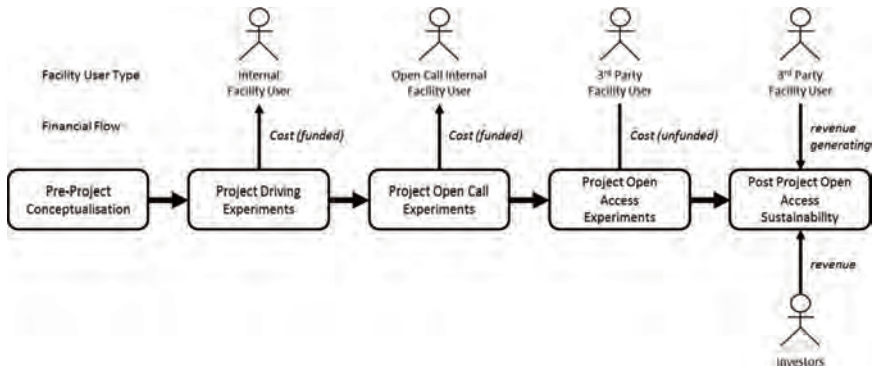 Facility User Type
Internal
Facility User
Open Call Internal
Facility User
3rd Party
Facility User
3rd Party
Facility User
Financial Flow
Cost (funded)
Cost (funded)
Cost (unfunded)
revenue
generating
Pre-Project
Conceptualisation
Project Driving
Experiments
Project Open Call
Experiments
Project Open
Access
Experiments
Post Project Open
Access
Sustainability
revenue
Investors